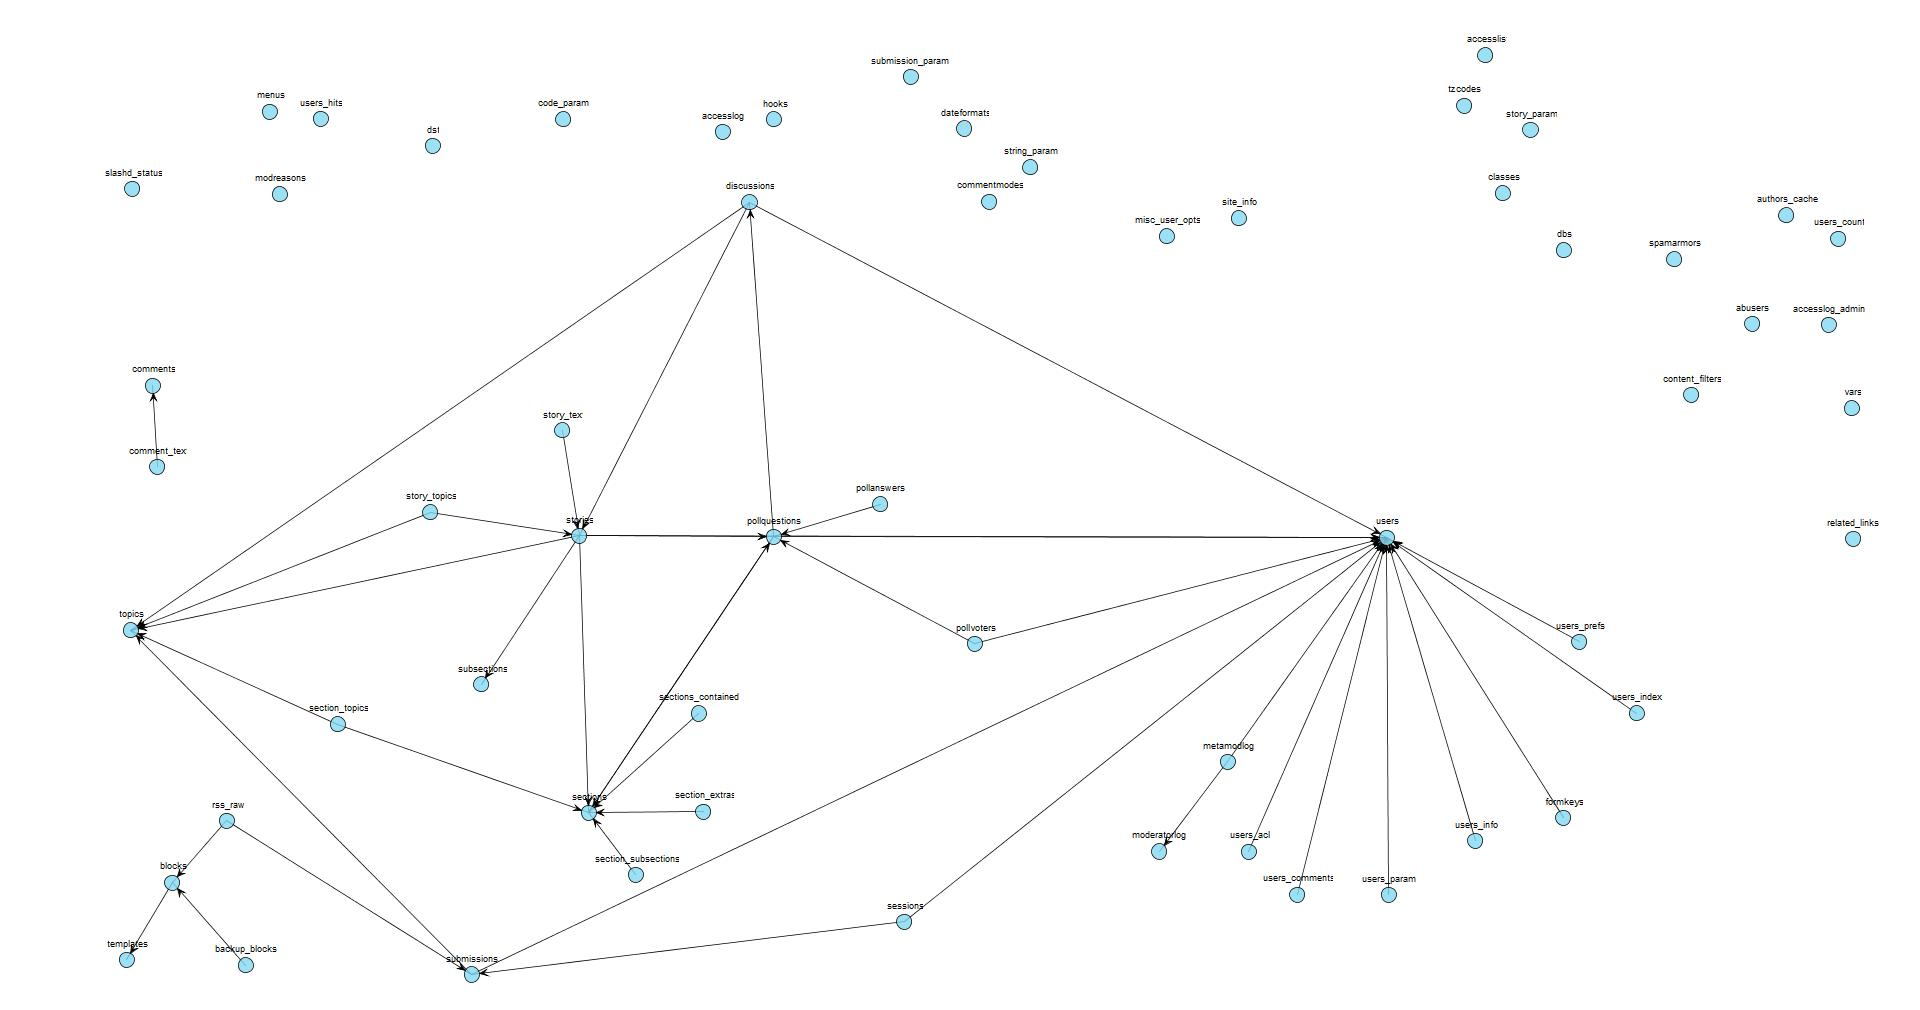 accesslis
submission_param
tzcodes
menus
users_hits
code_param
accesslog
hooks
dateformats
story_param
dst
string_param
slashd_status
modreasons
discussions
commentmodes
classes
misc_user_opts
site_info
authors_cache
users_count
dbs
spamarmors
abusers
accesslog_admin
comments
content_filters
vars
story_tex
comment_tex
story_topics
pollanswers
stories
pollquestions
users
related_links
topics
pollvoters
users_prefs
subsections
sections_contained
users_index
section_topics
metamodlog
rss_raw
sections
section_extras
formkeys
moderatorlog
users_acl
users_info
blocks
section_subsections
users_comments
users_param
sessions
templates
backup_blocks
submissions